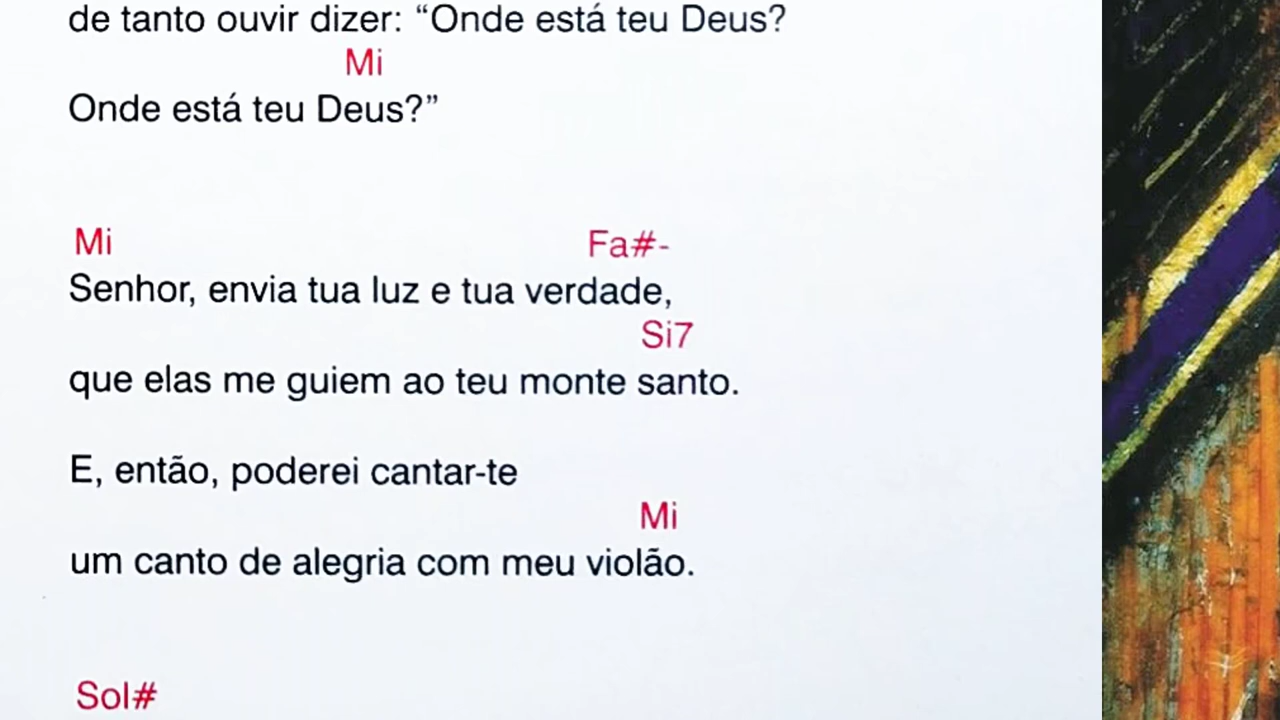 de tanto ouvir dizer: “Onde está teu Deus?
Mi
Onde está teu Deus?”
Mi Fa#-
Senhor, envia tua luz e tua verdade,
Si7
que elas me guiem ao teu monte santo.
E, então, poderei cantar-te
Mi
um canto de alegria com meu violão.
Sol#